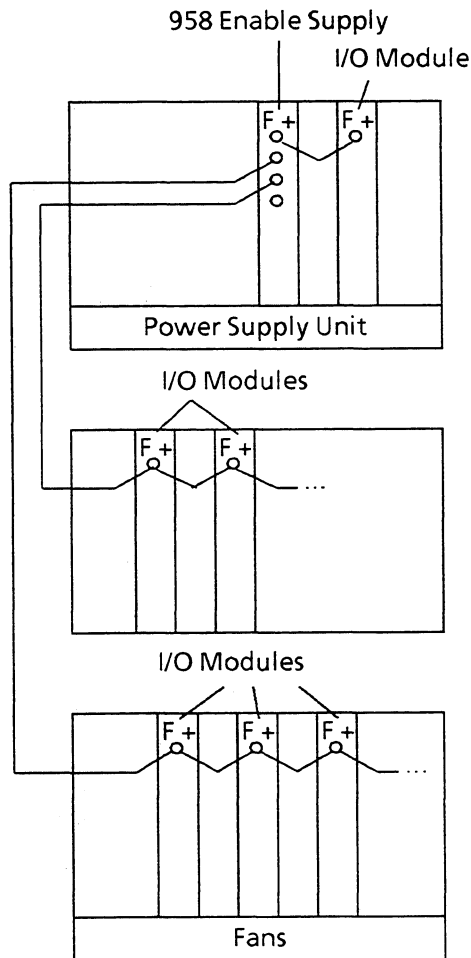 958 Enable Supply
I/O Module
F + F +
Power Supply Unit
I/O Modules
F + F +
...
I/O Modules
F + F + F +
...
Fans